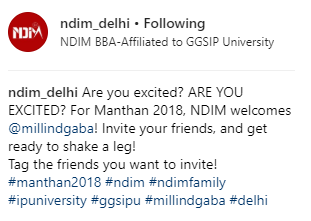 NDIM
ndim_delhi • Following
NDIM BBA-Affiliated to GGSIP University
ndim_delhi Are you excited? ARE YOU
EXCITED? For Manthan 2018, NDIM welcomes
@millindgaba! Invite your friends, and get
ready to shake a leg!
Tag the friends you want to invite!
#manthan2018 #ndim #ndimfamily
#ipuniversity #ggsipu #millindgaba #delhi